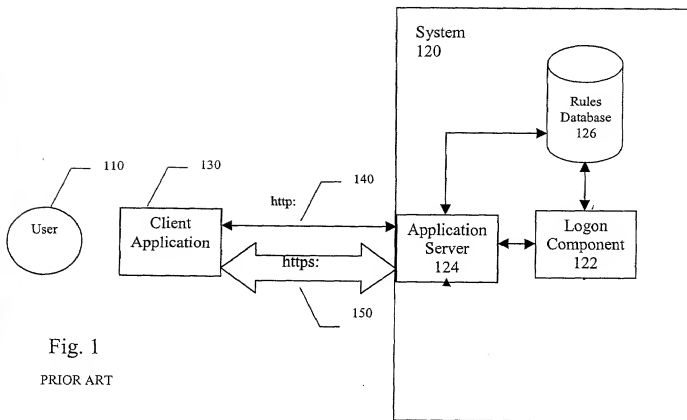 System
120
Rules
Database
126
110
130
140
http:
User
Client
Application
Application
Server
124
Logon
Component
122
https:
150
Fig. 1
PRIOR ART